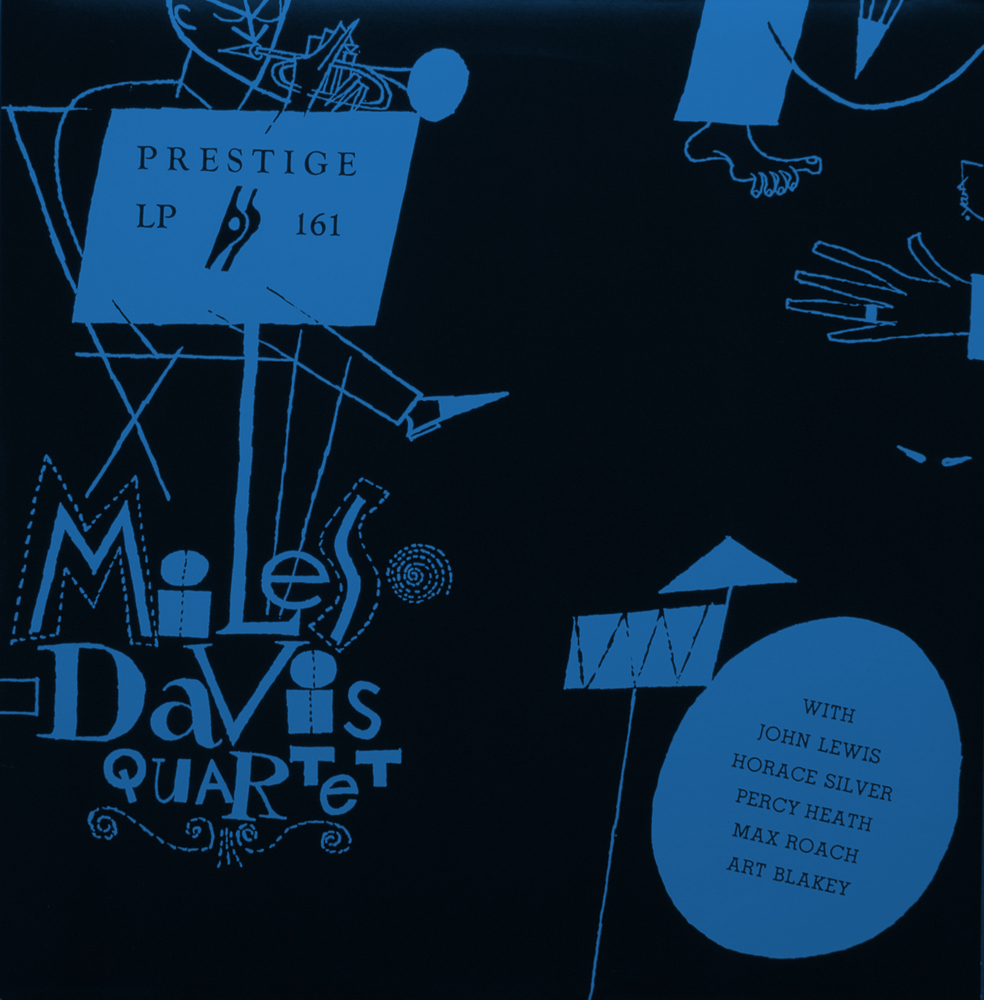 PRESTIGE
LP 161
MiLeS
DaViS
QUARTeT
WITH
JOHN LEWIS
HORACE SILVER
PERCY HEATH
MAX ROACH
ART BLAKEY